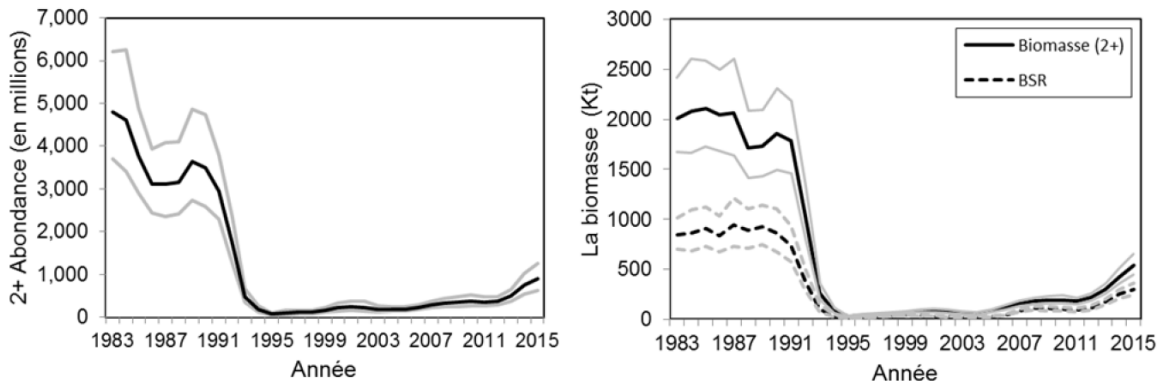 7,000
6,000
5,000
4,000
3,000
2,000
1,000
0
2+ Abondance (en millions)
1983 1987 1991 1995 1999 2003 2007 2011 2015
Année
3000
2500
2000
1500
1000
500
0
La biomasse (Kt)
Biomasse (2+)
BSR
1983 1987 1991 1995 1999 2003 2007 2011 2015
Année